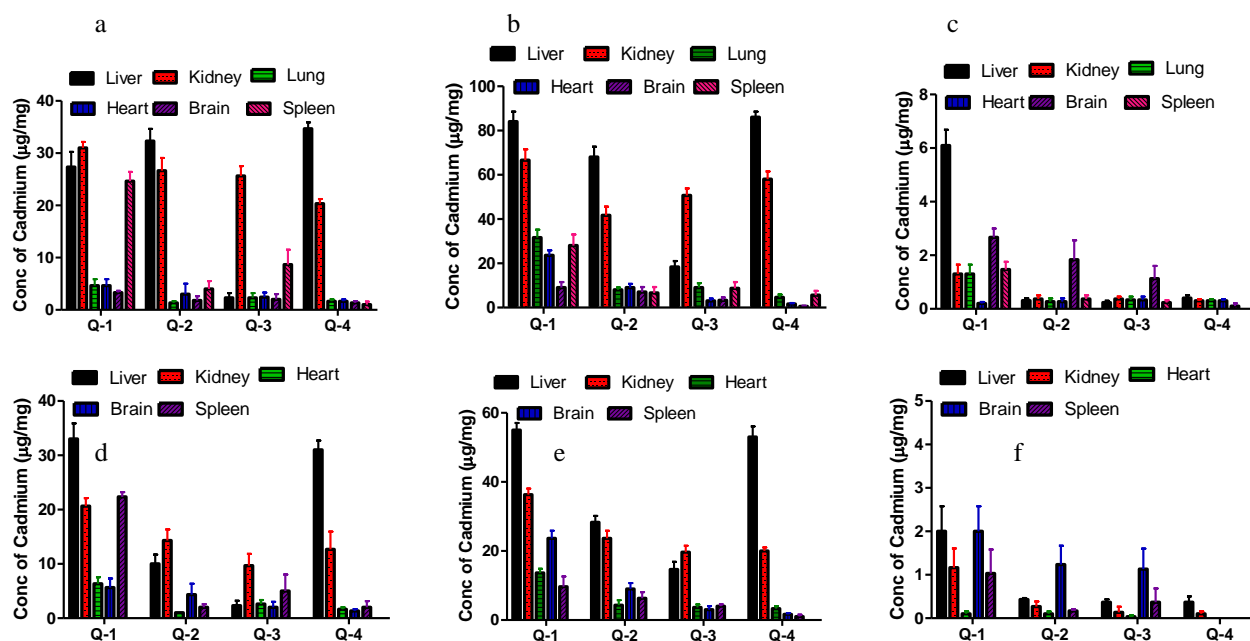 a
Liver Kidney Lung
Heart Brain Spleen
Conc of Cadmium (µg/mg)
40
30
20
10
0
Q-1 Q-2 Q-3 Q-4
b
Liver Kidney Lung
Heart Brain Spleen
Conc of Cadmium (µg/mg)
100
80
60
40
20
0
Q-1 Q-2 Q-3 Q-4
c
Liver Kidney Lung
Heart Brain Spleen
Conc of Cadmium (µg/mg)
8
6
4
2
0
Q-1 Q-2 Q-3 Q-4
Liver Kidney Heart
Brain Spleen
d
Conc of Cadmium (µg/mg)
40
30
20
10
0
Q-1 Q-2 Q-3 Q-4
Liver Kidney Heart
Brain Spleen
e
Conc of Cadmium (µg/mg)
60
40
20
0
Q-1 Q-2 Q-3 Q-4
Liver Kidney Heart
Brain Spleen
f
Conc of Cadmium (µg/mg)
5
4
3
2
1
0
Q-1 Q-2 Q-3 Q-4